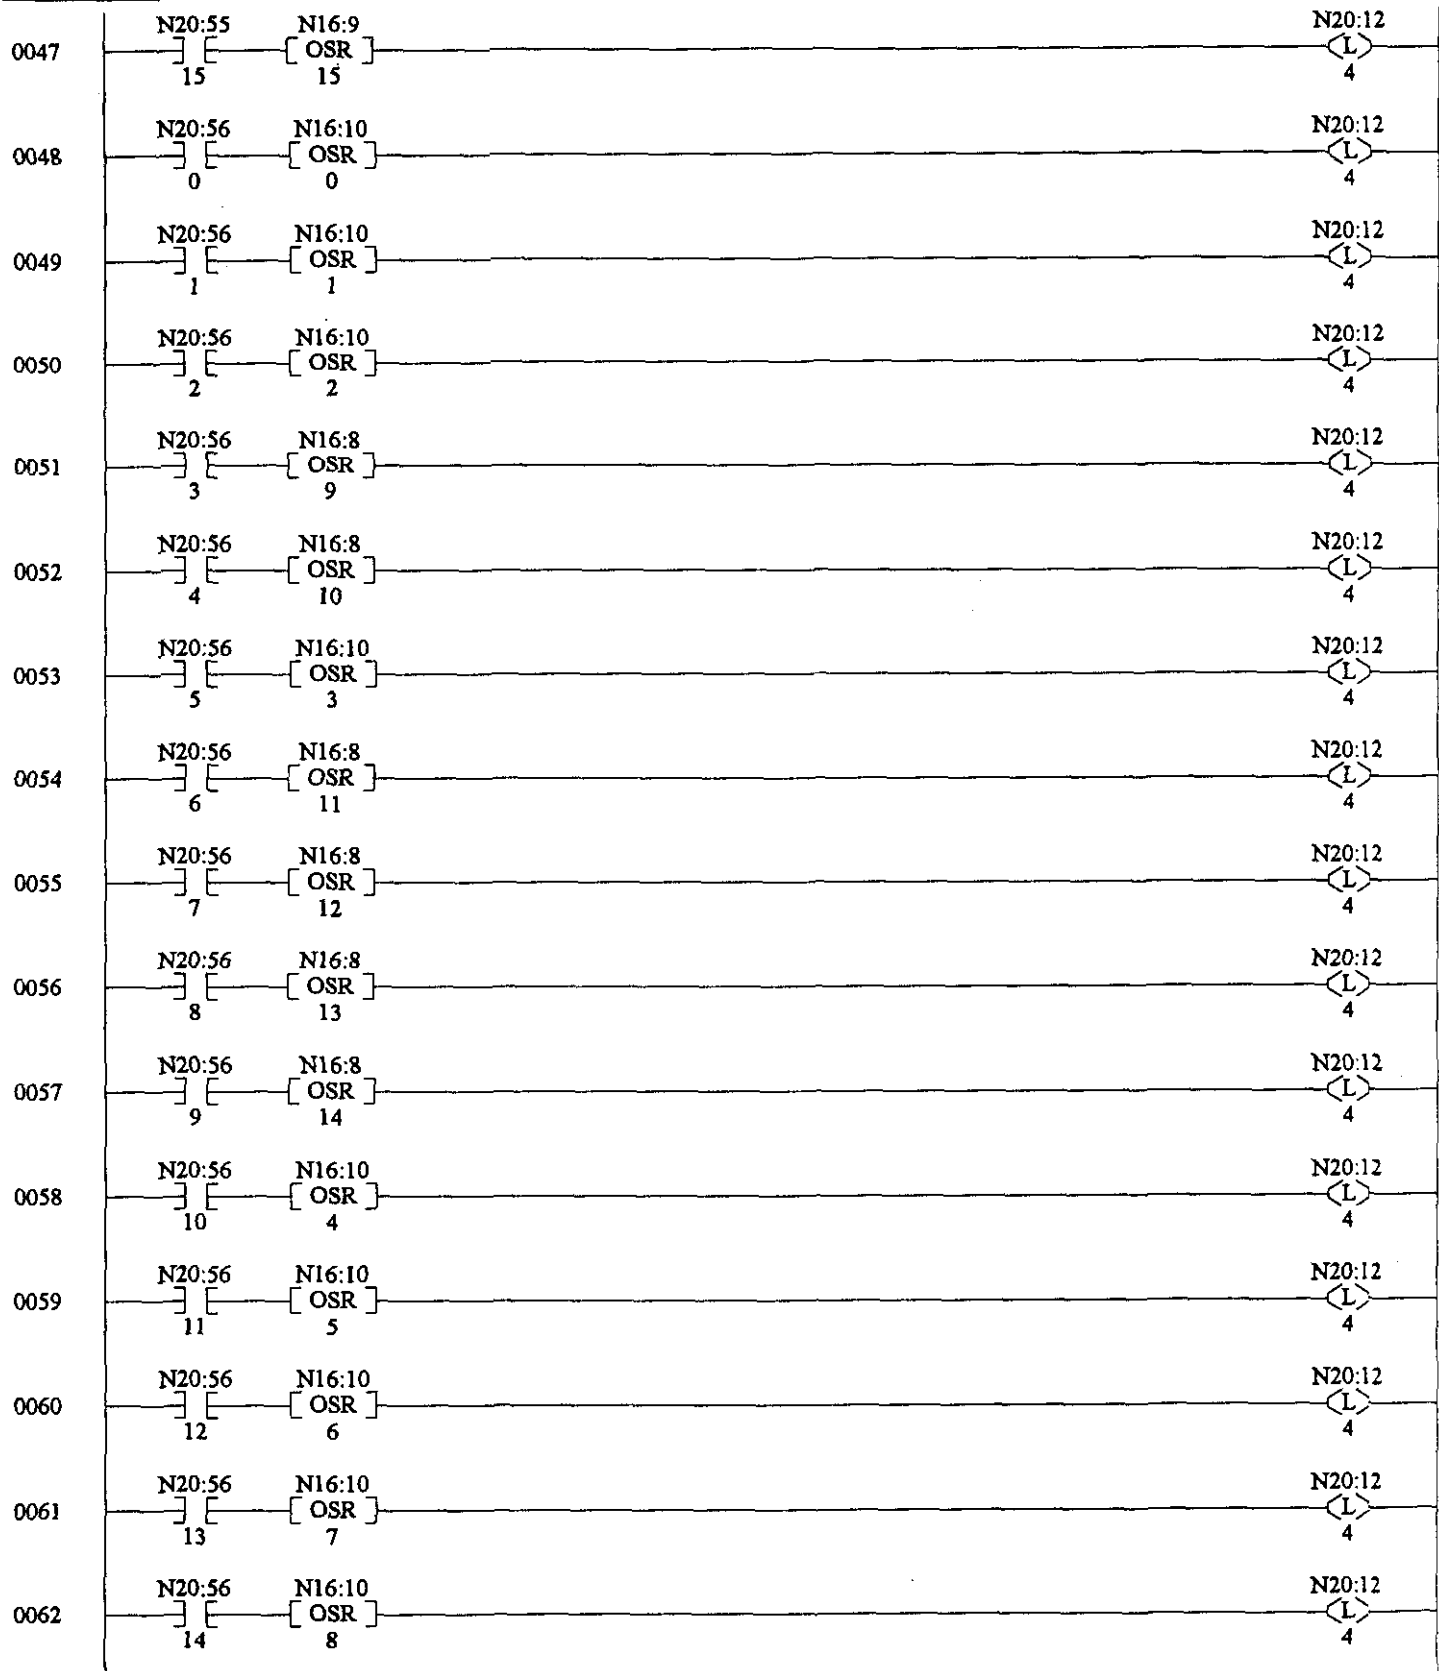 N20:55 N16:9 N20:12
0047 OSR L
15 15 4
N20:56 N16:10 N20:12
0048 OSR L
0 0 4
N20:56 N16:10 N20:12
0049 OSR L
1 1 4
N20:56 N16:10 N20:12
0050 OSR L
2 2 4
N20:56 N16:8 N20:12
0051 OSR L
3 9 4
N20:56 N16:8 N20:12
0052 OSR L
4 10 4
N20:56 N16:10 N20:12
0053 OSR L
5 3 4
N20:56 N16:8 N20:12
0054 OSR L
6 11 4
N20:56 N16:8 N20:12
0055 OSR L
7 12 4
N20:56 N16:8 N20:12
0056 OSR L
8 13 4
N20:56 N16:8 N20:12
0057 OSR L
9 14 4
N20:56 N16:10 N20:12
0058 OSR L
10 4 4
N20:56 N16:10 N20:12
0059 OSR L
11 5 4
N20:56 N16:10 N20:12
0060 OSR L
12 6 4
N20:56 N16:10 N20:12
0061 OSR L
13 7 4
N20:56 N16:10 N20:12
0062 OSR L
14 8 4